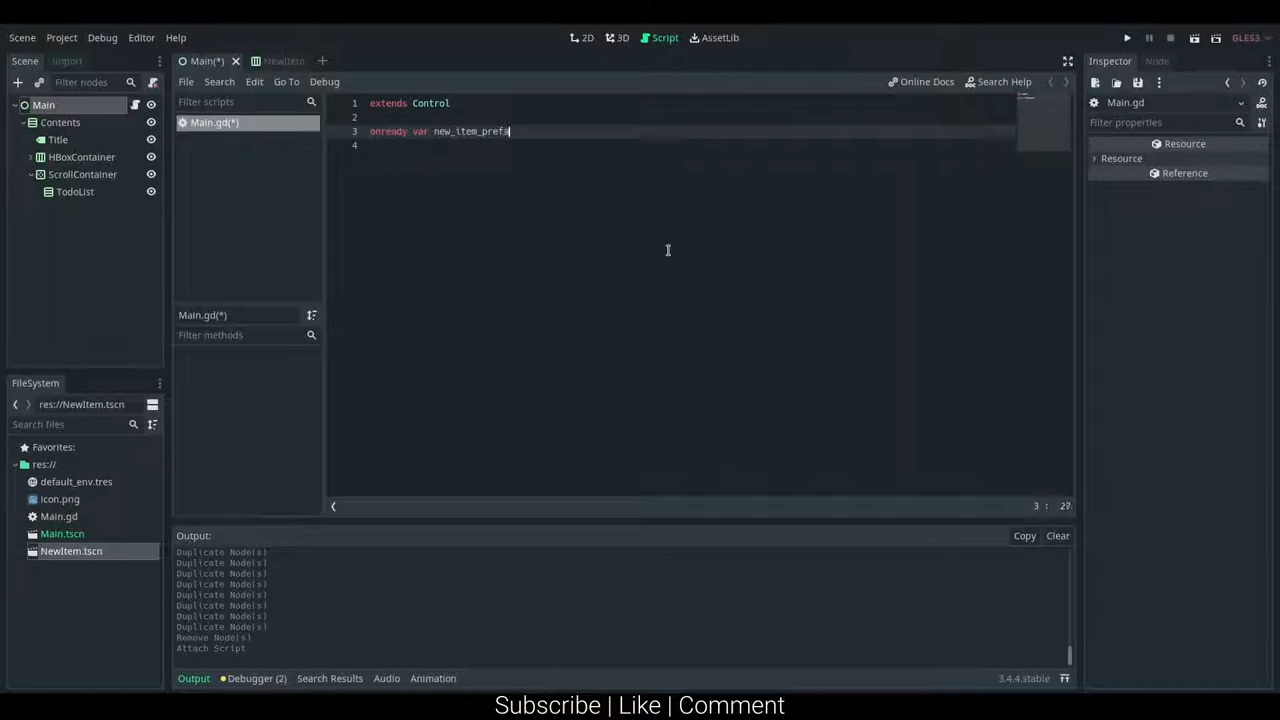 Scene Project Debug Editor Help
2D 3D Script AssetLib
GLES3
Scene Import
Main(*) NewItem
Inspector Node
Filter nodes
File Search Edit Go To Debug
Online Docs Search Help
Main
Contents
Title
HBoxContainer
ScrollContainer
TodoList
Filter scripts
Main.gd(*)
1 extends Control
2
3 onready var new_item_prefa
4
Main.gd
Filter properties
Resource
Resource
Reference
Main.gd(*)
Filter methods
3 : 27
FileSystem
res://NewItem.tscn
Search files
Favorites:
res://
default_env.tres
icon.png
Main.gd
Main.tscn
NewItem.tscn
Output:
Copy Clear
Duplicate Node(s)
Duplicate Node(s)
Duplicate Node(s)
Duplicate Node(s)
Duplicate Node(s)
Duplicate Node(s)
Duplicate Node(s)
Duplicate Node(s)
Remove Node(s)
Attach Script
Output Debugger (2) Search Results Audio Animation
3.4.4.stable
Subscribe | Like | Comment